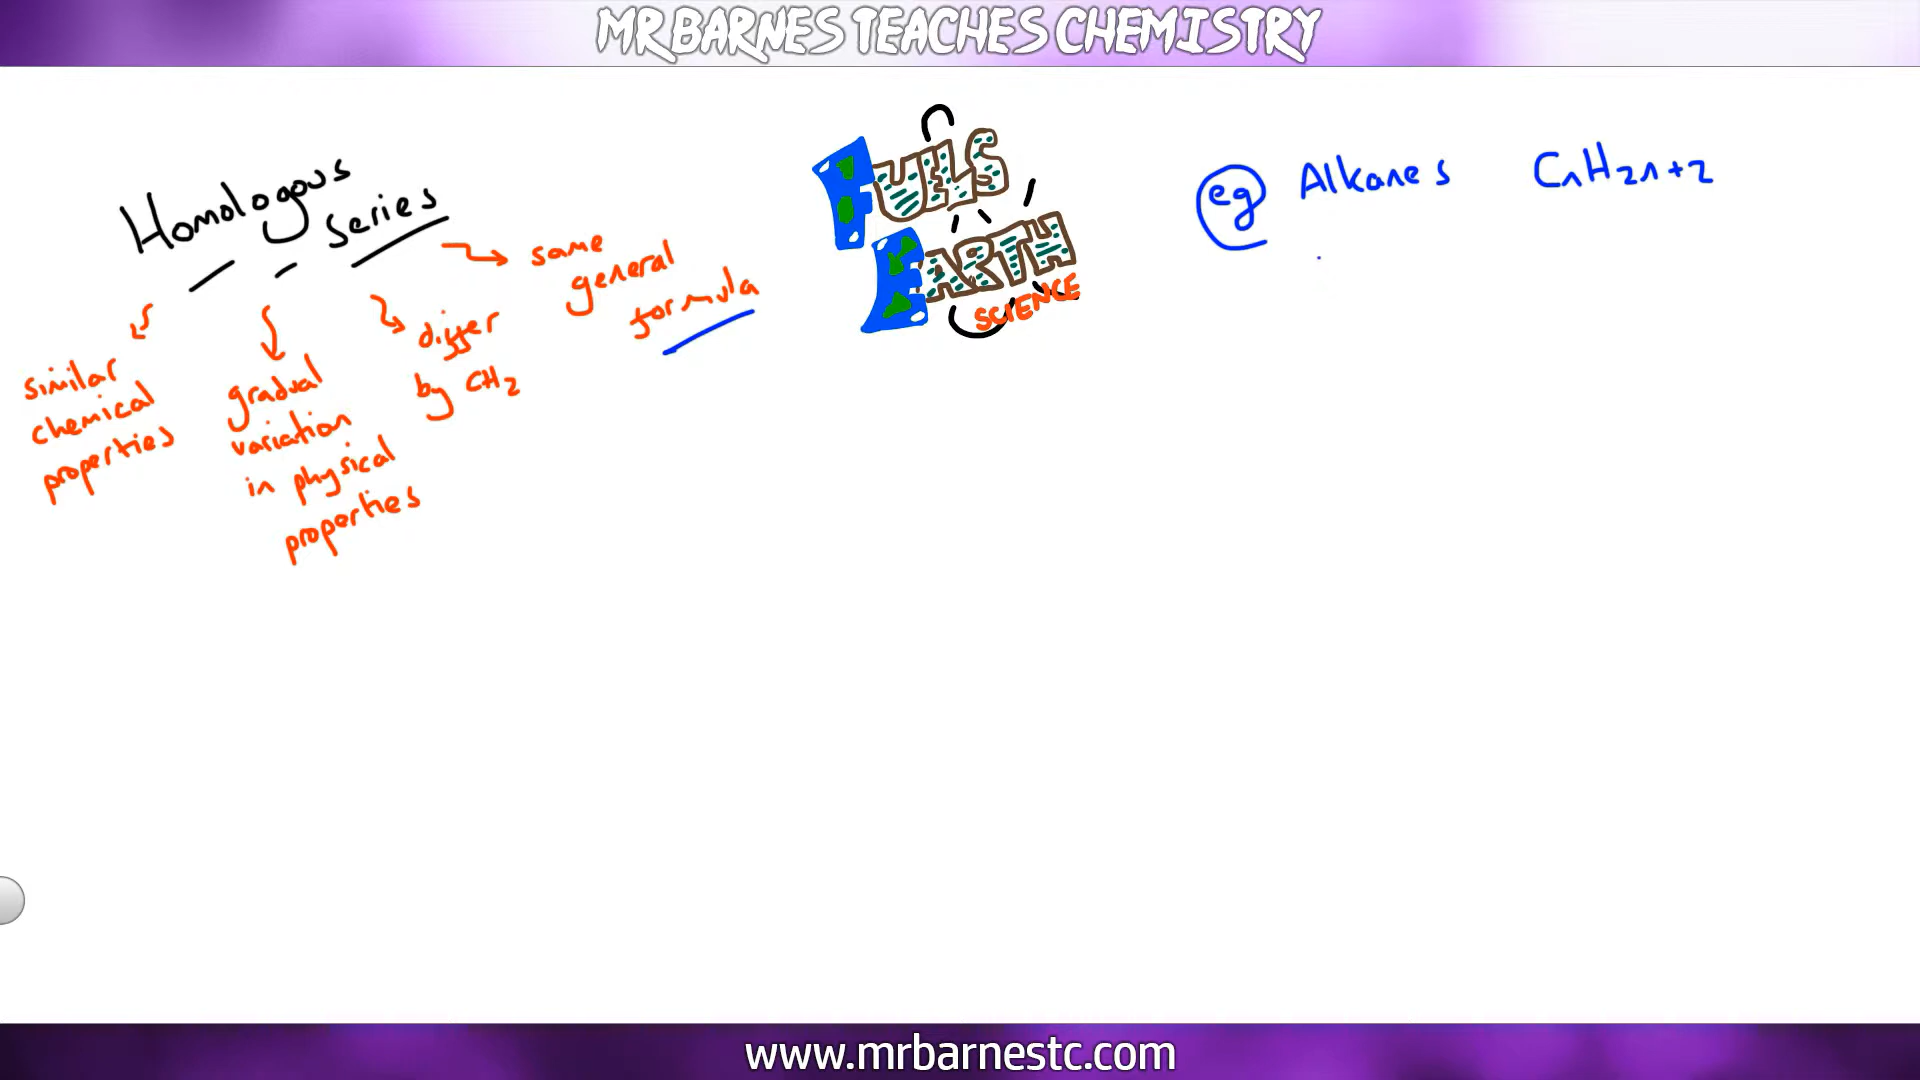 MR BARNES TEACHES CHEMISTRY
Homologous
series
similar
chemical
properties
gradual
variation
in physical
properties
differ
by CH2
same
general
formula
FUELS
EARTH
SCIENCE
eg Alkanes CnH2n+2
www.mrbarnestc.com